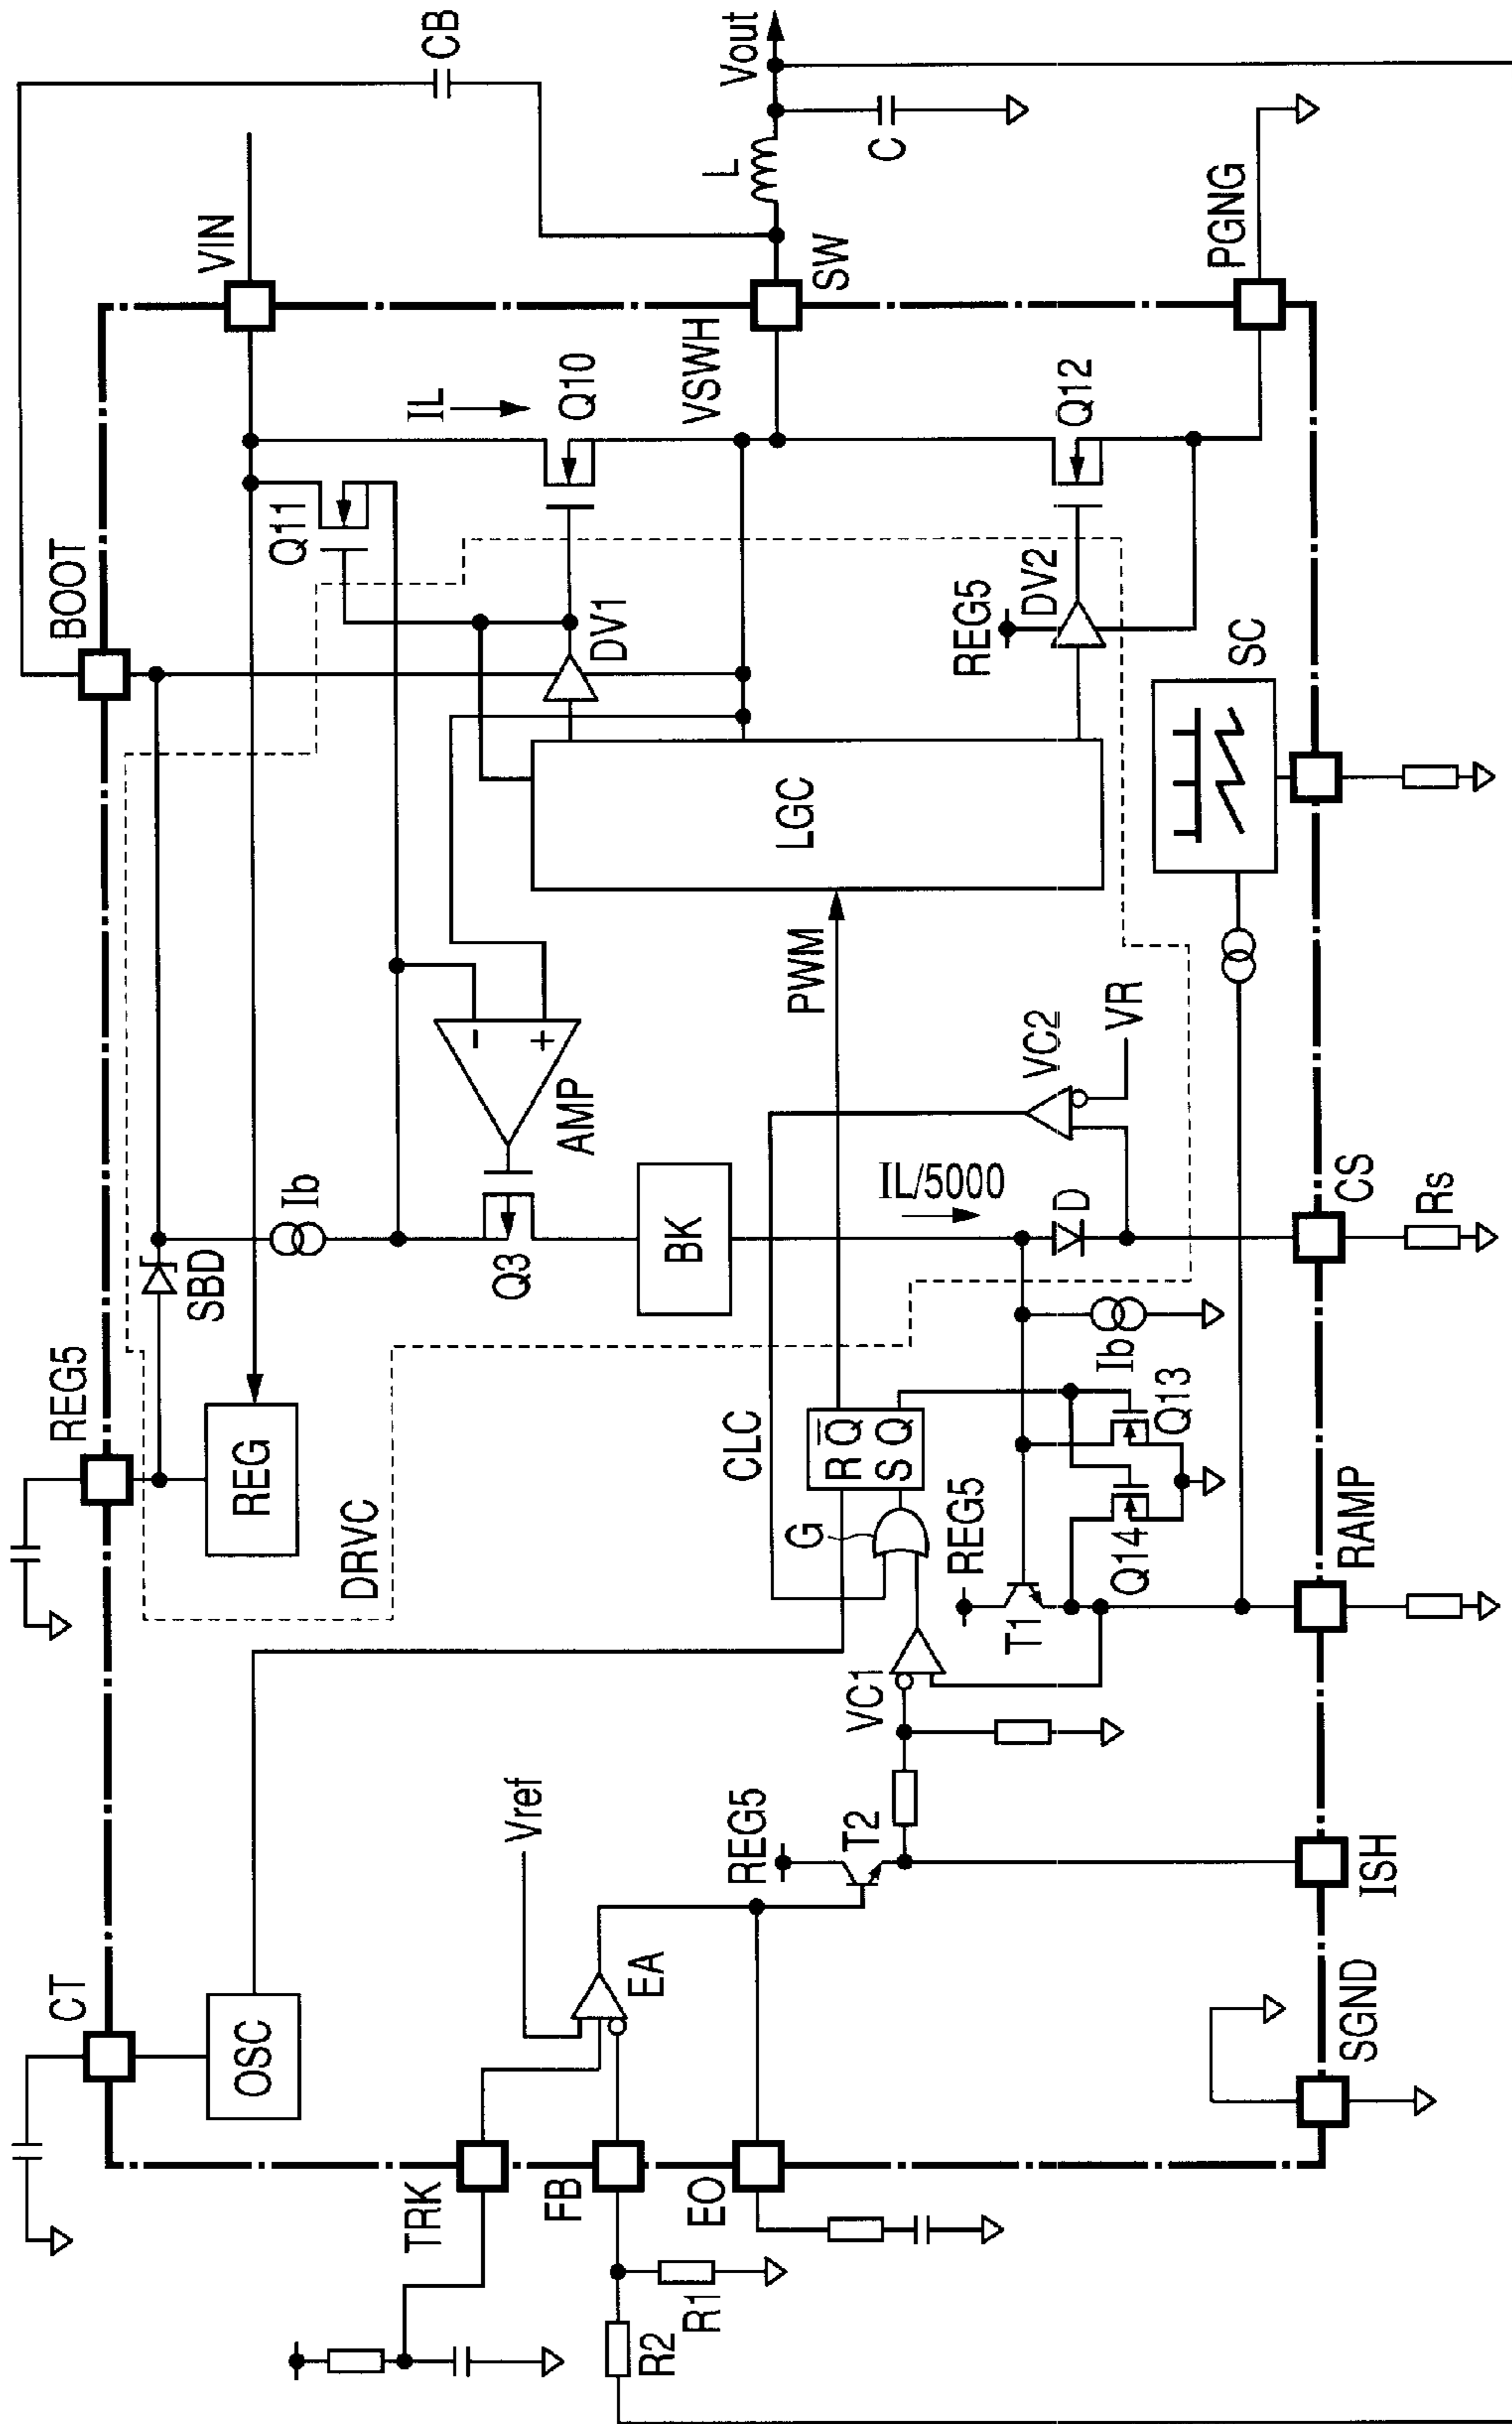 CB
Vout
C
L
VIN
SW
PGNG
BOOT
IL
Q10
VSWH
Q12
Q11
DV1
REG5
DV2
SC
LGC
PWM
- +
AMP
VC2
VR
Ib
Q3
BK
IL/5000
D
CS
Rs
SBD
REG5
REG
DRVC
CLC
R Q̅
S Q
G
Ib
Q13
Q14
REG5
T1
RAMP
VC1
Vref
REG5
T2
ISH
CT
OSC
EA
SGND
TRK
FB
EO
R1
R2